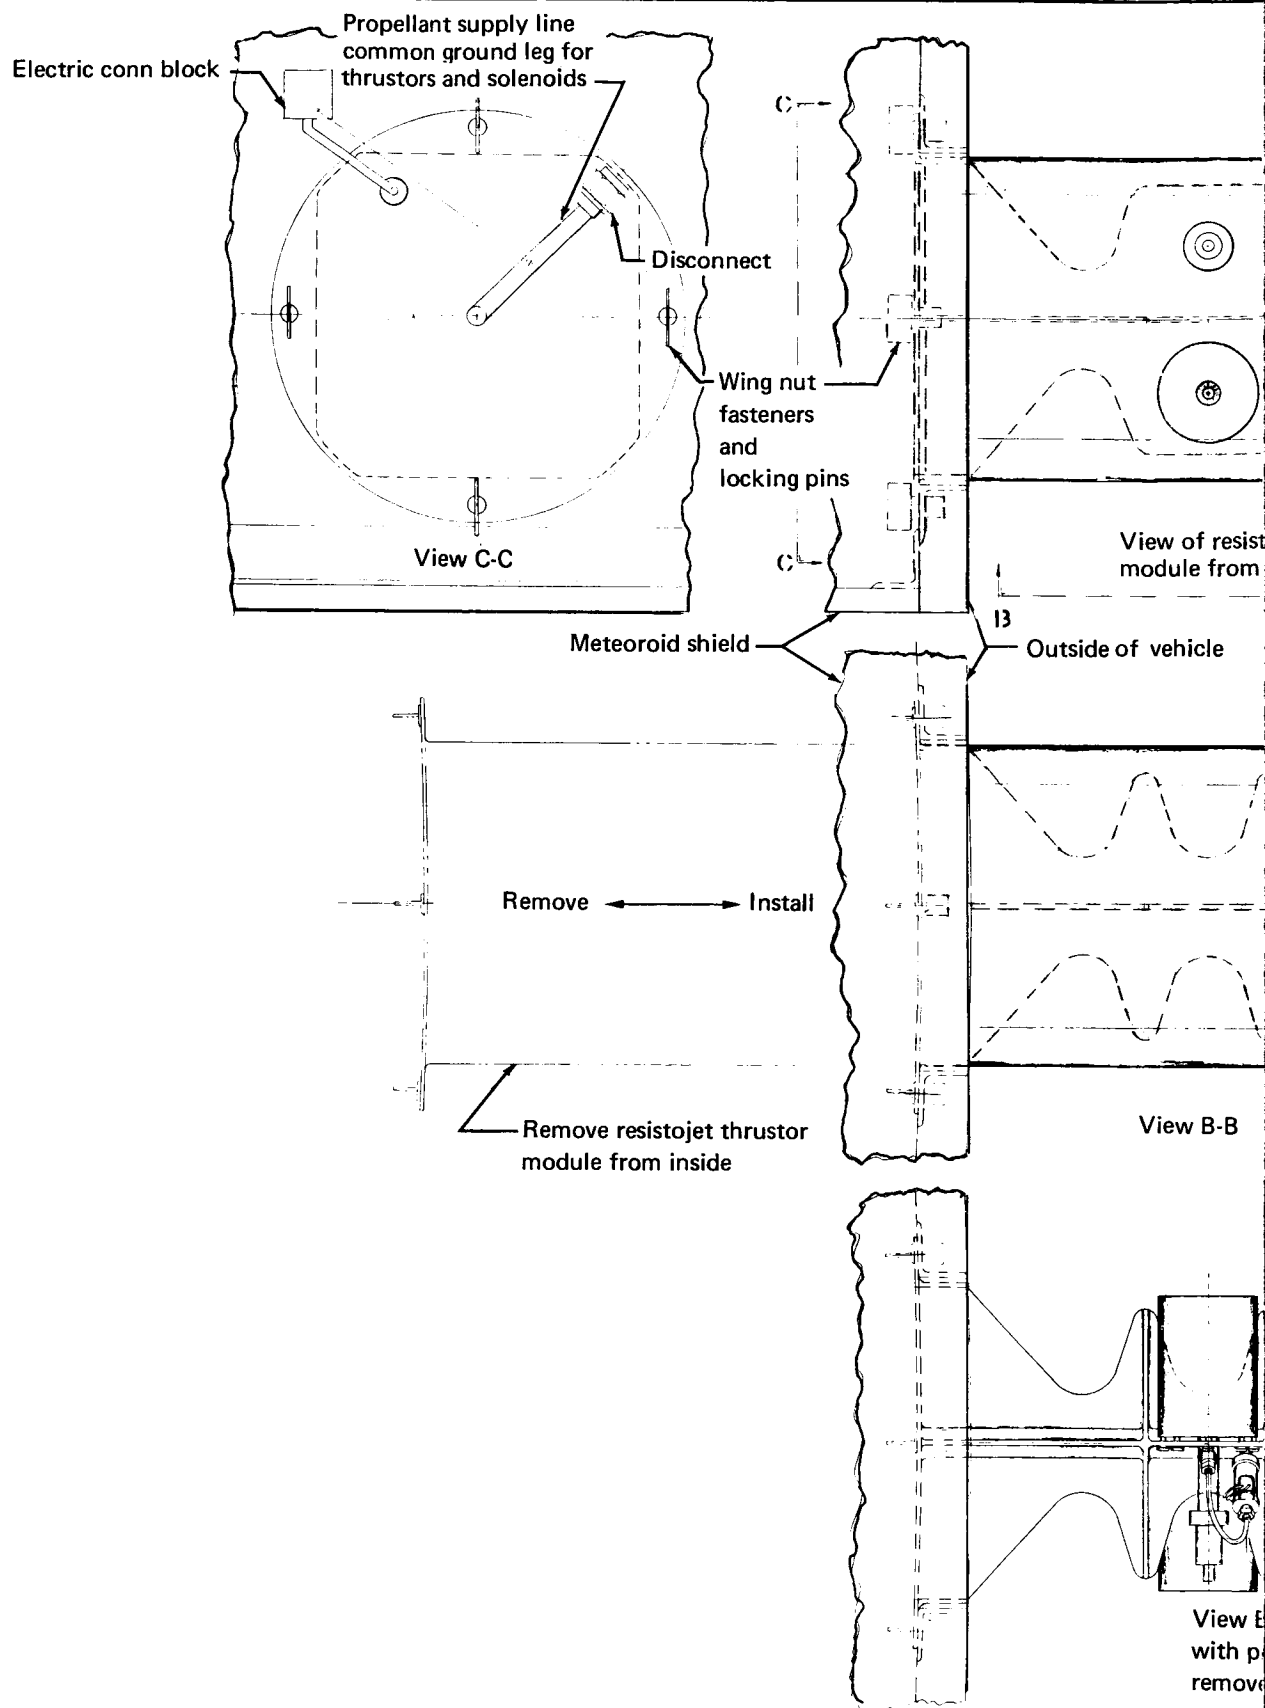 Propellant supply line
common ground leg for
thrustors and solenoids
Electric conn block
C
Disconnect
Wing nut
fasteners
and
locking pins
View C-C
C
View of resist
module from
B
Meteoroid shield
Outside of vehicle
Remove
Install
Remove resistojet thrustor
module from inside
View B-B
View
with p
remove